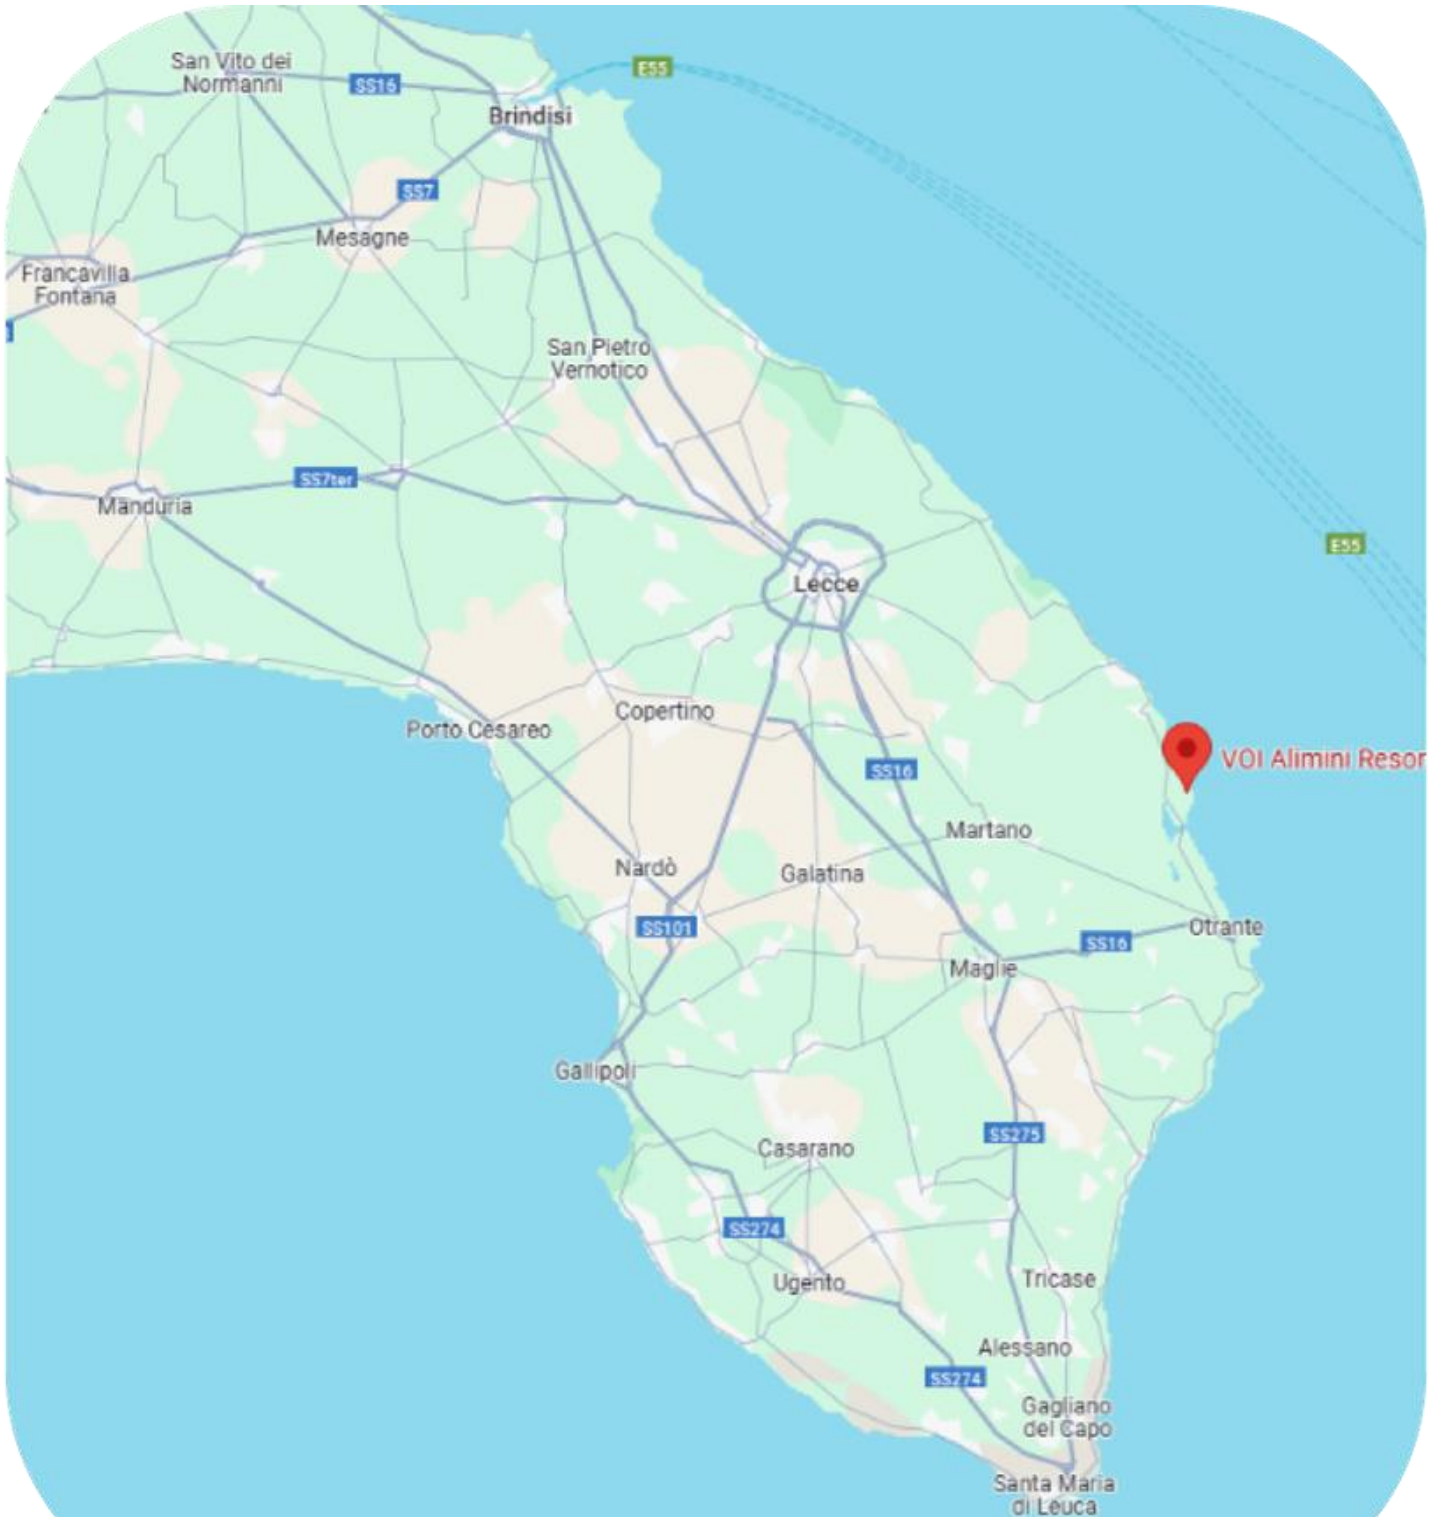 San Vito dei
Normanni
SS16
E55
Brindisi
SS7
Mesagne
Francavilla
Fontana
San Pietro
Vernotico
SS7ter
Manduria
E55
Lecce
Copertino
Porto Cesareo
VOI Alimini Resor
SS16
Martano
Nardò
Galatina
SS101
Otrante
SS16
Maglie
Gallipoli
SS275
Casarano
SS274
Ugento
Tricase
Alessano
SS274
Gagliano
del Capo
Santa Maria
di Leuca